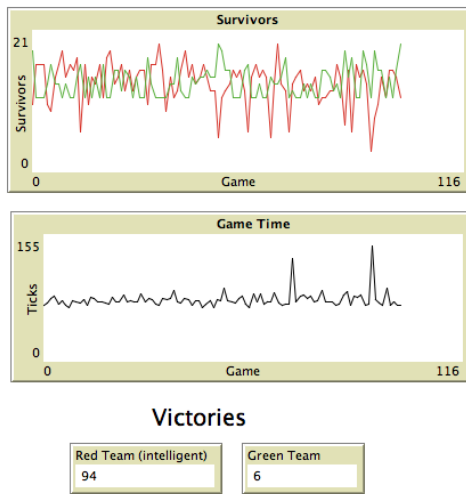 Survivors
21
Survivors
0
0 Game 116
Game Time
155
Ticks
0
0 Game 116
Victories
Red Team (intelligent) Green Team
94 6